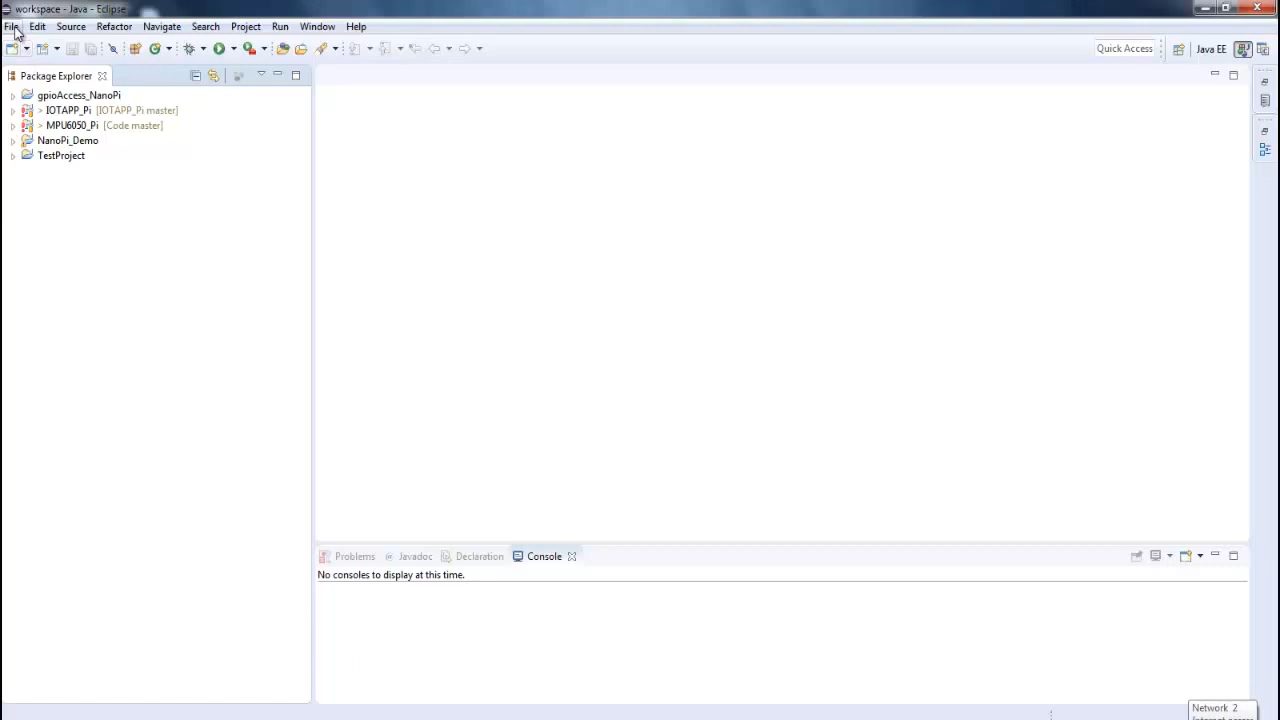 workspace - Java - Eclipse
File Edit Source Refactor Navigate Search Project Run Window Help
Quick Access Java EE
Package Explorer
gpioAccess_NanoPi
> IOTAPP_Pi [IOTAPP_Pi master]
> MPU6050_Pi [Code master]
NanoPi_Demo
TestProject
Problems Javadoc Declaration Console
No consoles to display at this time.
Network 2
Internet access